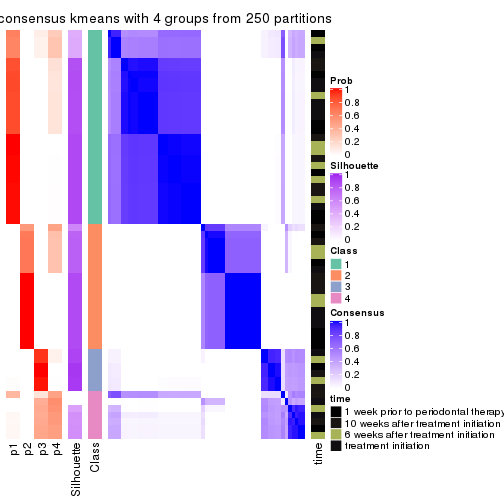 consensus kmeans with 4 groups from 250 partitions
Prob
1
0.8
0.6
0.4
0.2
0
Silhouette
1
0.8
0.6
0.4
0.2
0
Class
1
2
3
4
Consensus
1
0.8
0.6
0.4
0.2
0
time
1 week prior to periodontal therapy
10 weeks after treatment initiation
6 weeks after treatment initiation
treatment initiation
p1
p2
p3
p4
Silhouette
Class
time